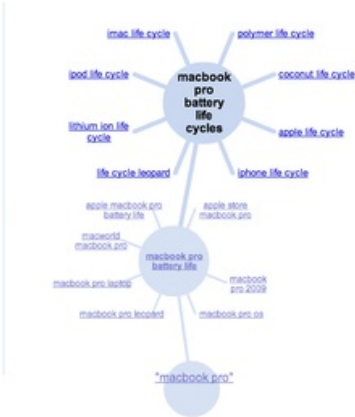 imac life cycle
polymer life cycle
ipod life cycle
macbook
pro
battery
life
cycles
coconut life cycle
lithium ion life
cycle
apple life cycle
life cycle leopard
iphone life cycle
apple macbook pro
battery life
apple store
macbook pro
macworld
macbook pro
macbook pro
battery life
macbook pro laptop
macbook
pro 2009
macbook pro leopard
macbook pro os
"macbook pro"